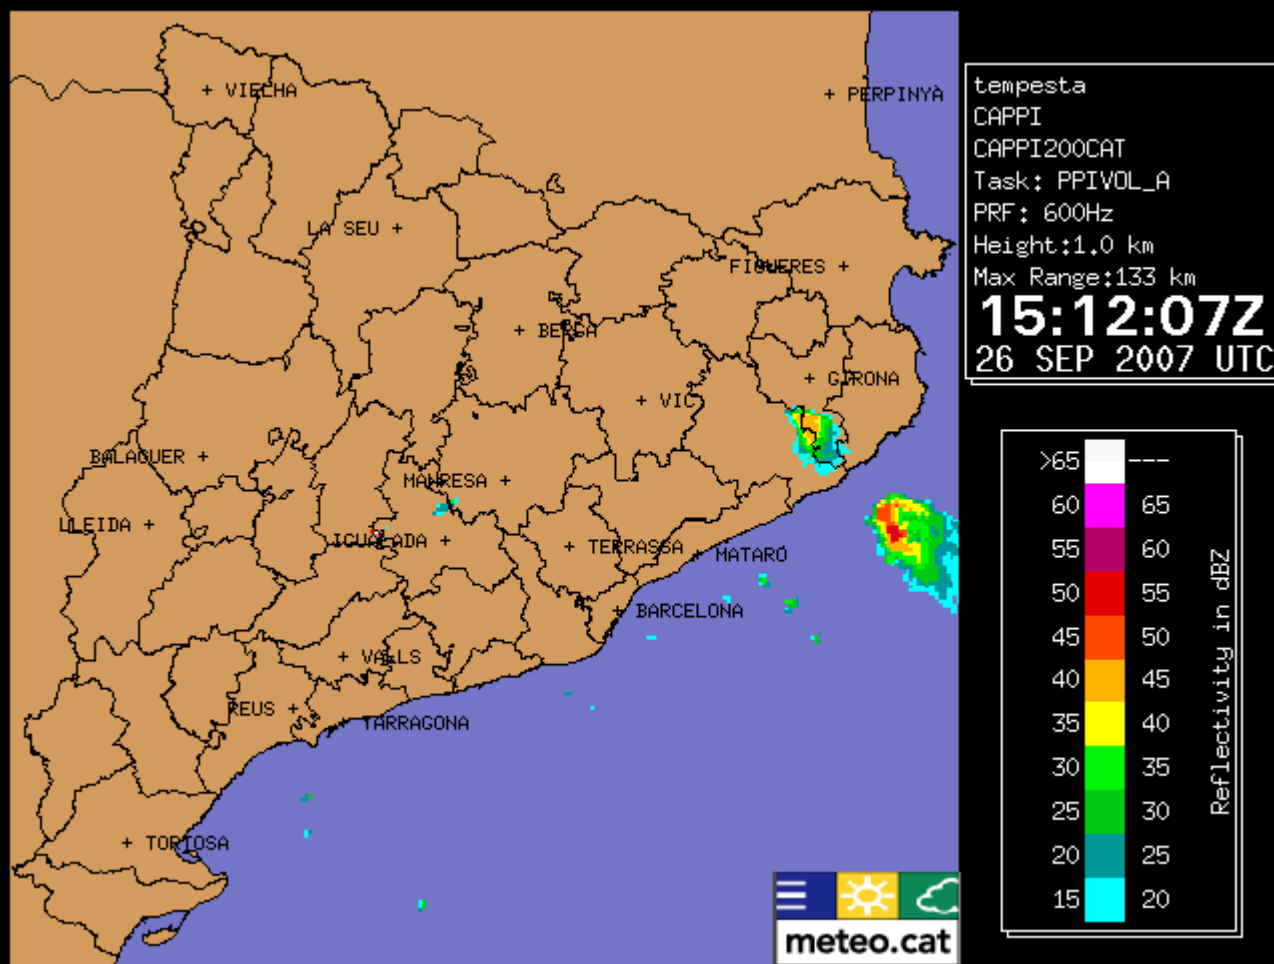 VIELHA
PERPINYÀ
LA SEU
FIGUERES
BERGA
GIRONA
VIC
BALAGUER
MANRESA
LLEIDA
IGUALADA
TERRASSA
MATARÓ
BARCELONA
VALLS
REUS
TARRAGONA
TORTOSA
meteo.cat
tempesta
CAPPI
CAPPI200CAT
Task: PPIVOL_A
PRF: 600Hz
Height:1.0 km
Max Range:133 km
15:12:07Z
26 SEP 2007 UTC
>65 ---
60 65
55 60
50 55
45 50
40 45
35 40
30 35
25 30
20 25
15 20
Reflectivity in dBZ